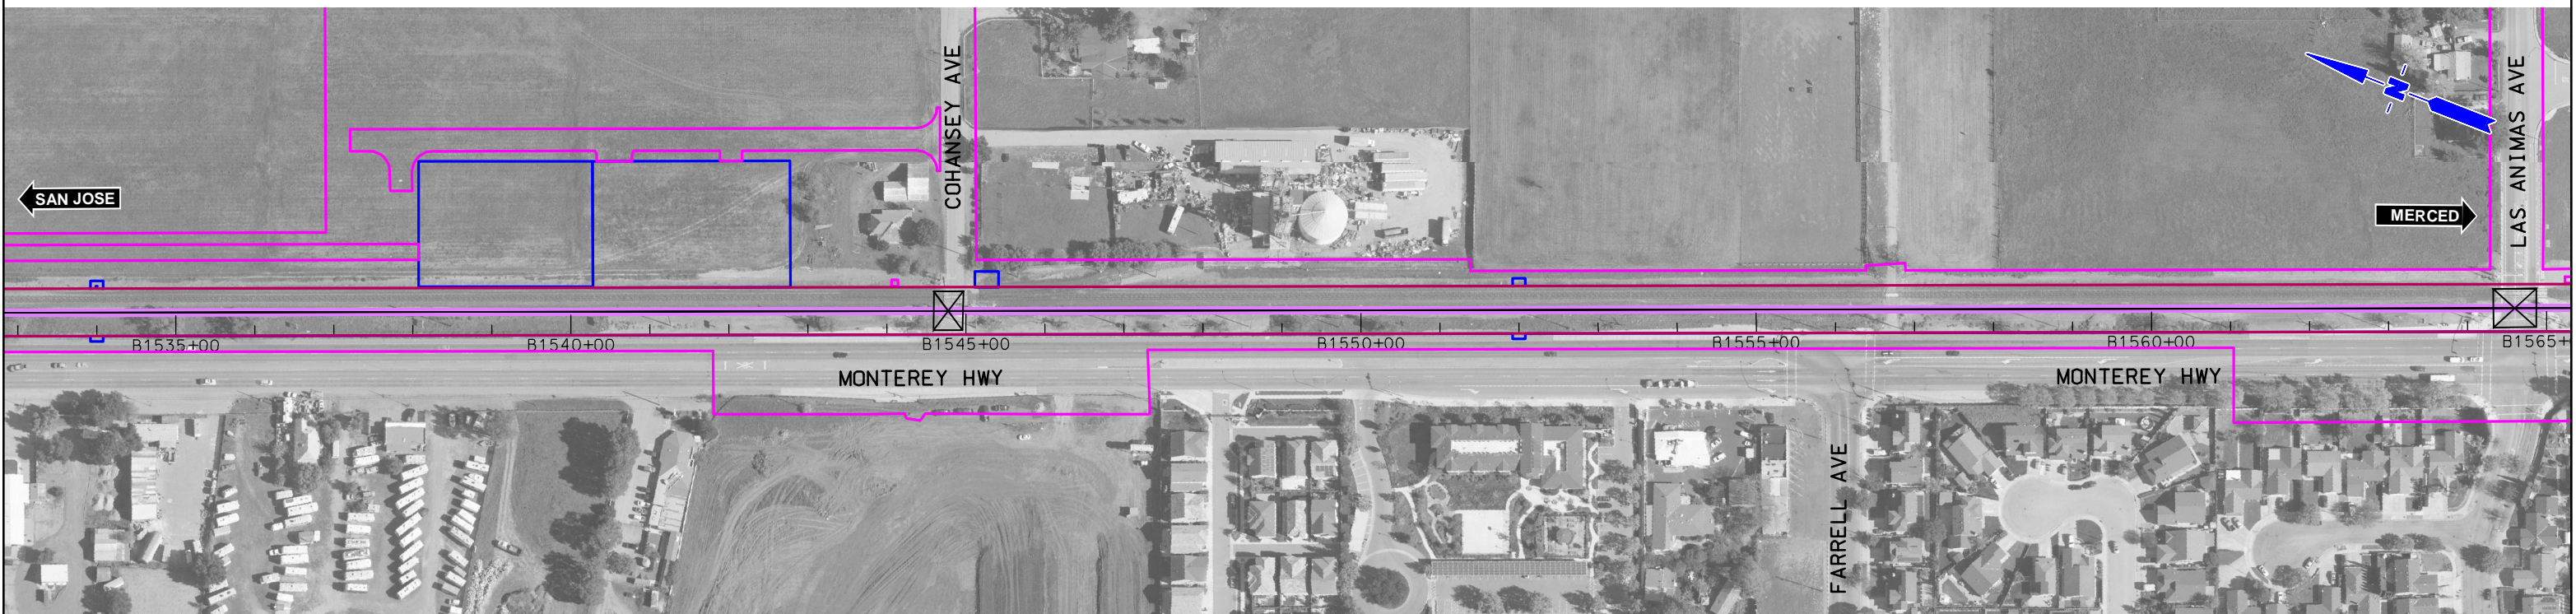 COHANSEY AVE
LAS ANIMAS AVE
N
SAN JOSE
MERCED
B1535+00
B1540+00
B1545+00
B1550+00
B1555+00
B1560+00
B1565+
MONTEREY HWY
MONTEREY HWY
FARRELL AVE